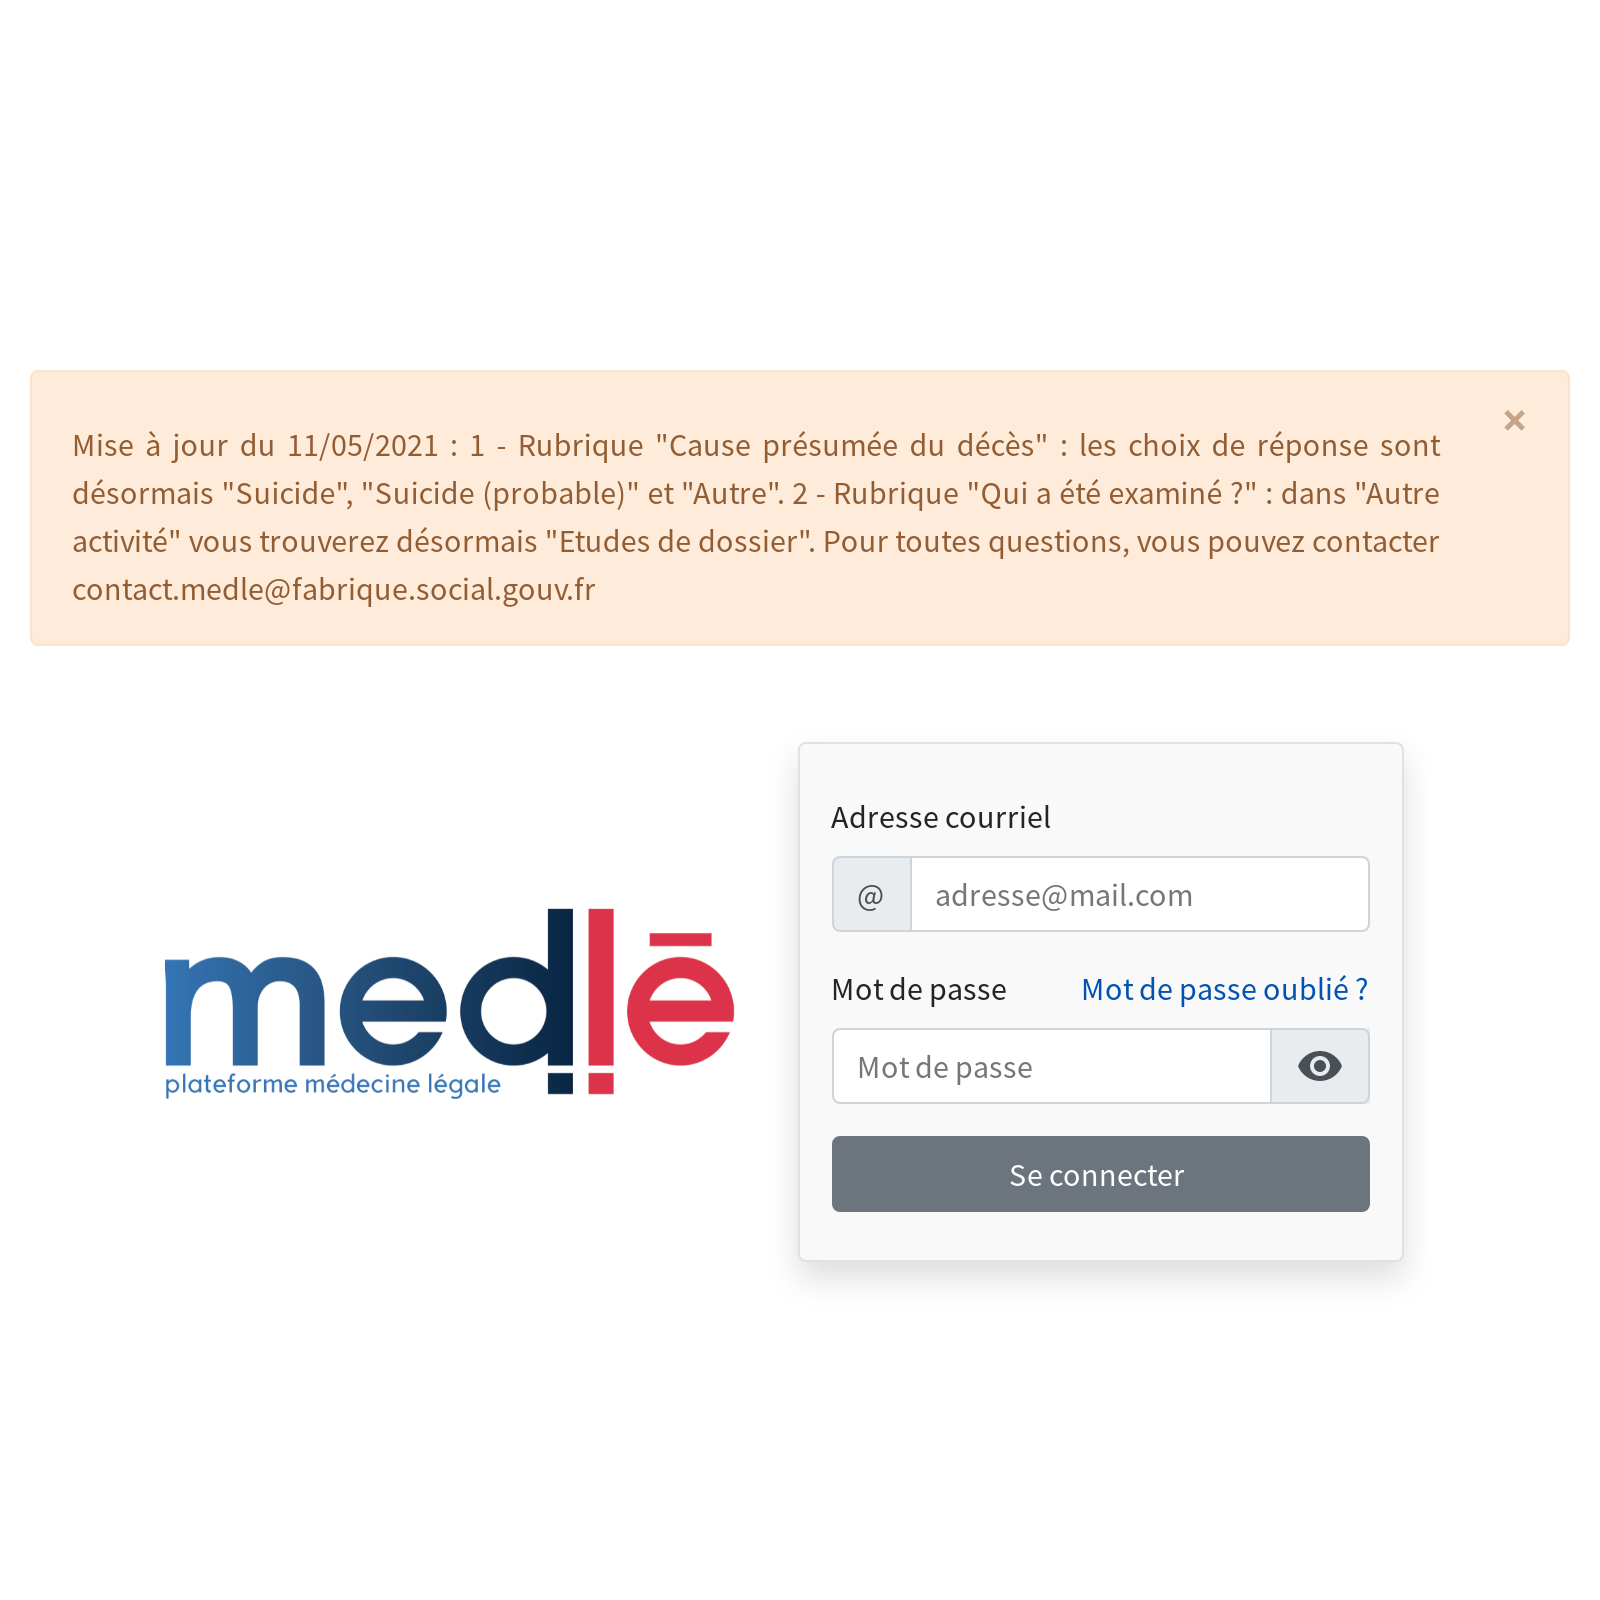 ×
Mise à jour du 11/05/2021 : 1 - Rubrique "Cause présumée du décès" : les choix de réponse sont
désormais "Suicide", "Suicide (probable)" et "Autre". 2 - Rubrique "Qui a été examiné ?" : dans "Autre
activité" vous trouverez désormais "Etudes de dossier". Pour toutes questions, vous pouvez contacter
contact.medle@fabrique.social.gouv.fr
medlē
plateforme médecine légale
Adresse courriel
@ adresse@mail.com
Mot de passe Mot de passe oublié ?
Mot de passe
Se connecter